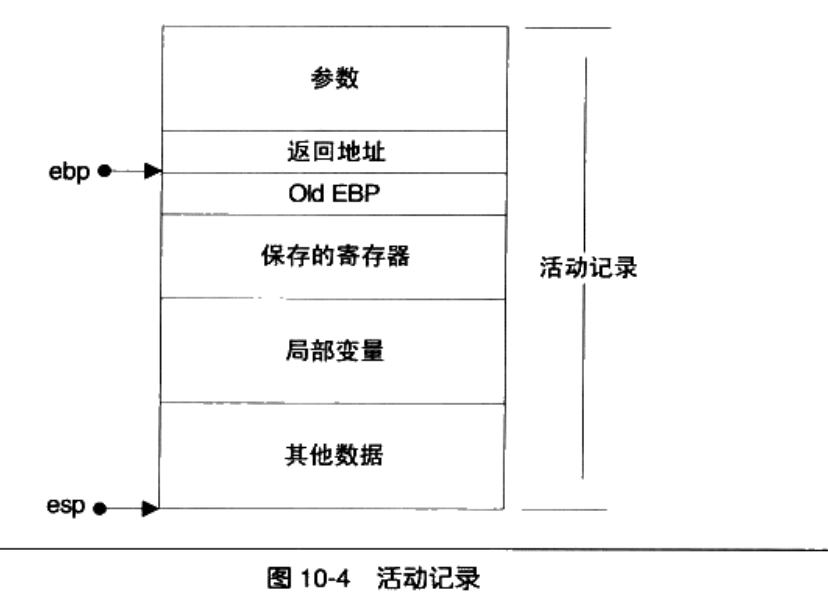 参数
返回地址
ebp
Old EBP
保存的寄存器
活动记录
局部变量
其他数据
esp
图 10-4 活动记录